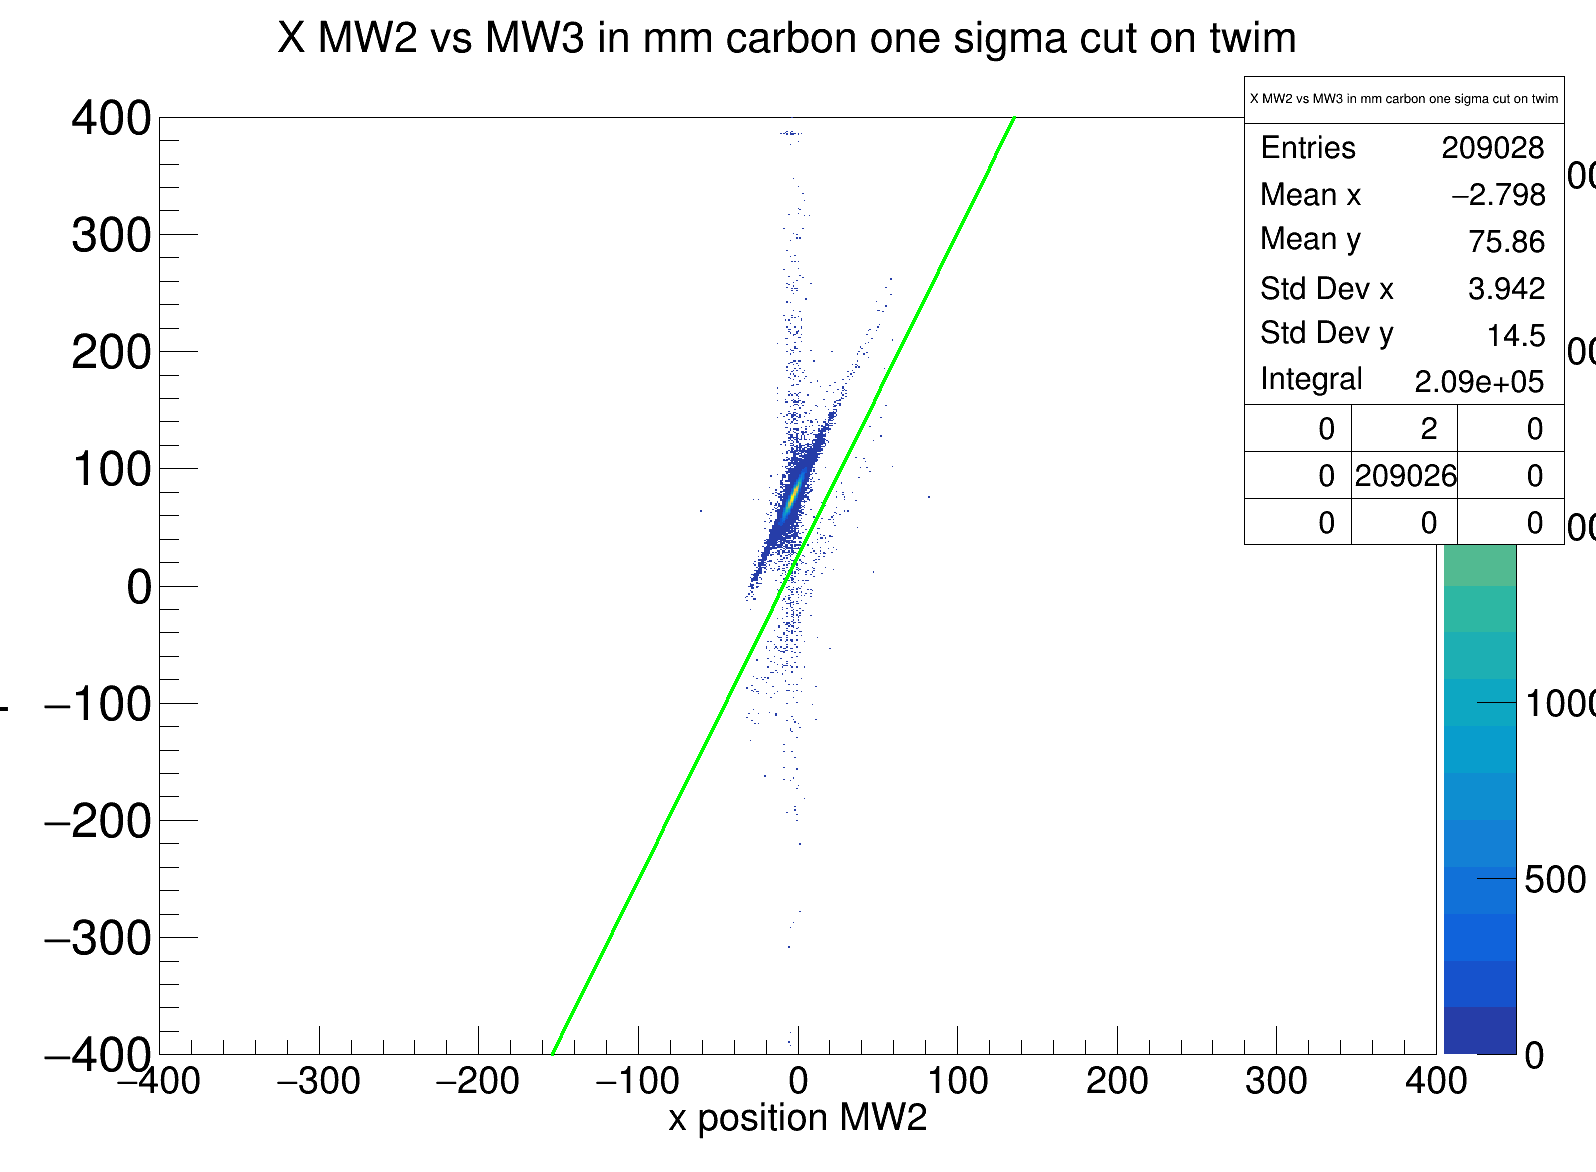 X MW2 vs MW3 in mm carbon one sigma cut on twim
X MW2 vs MW3 in mm carbon one sigma cut on twim
Entries 209028
Mean x −2.798
Mean y 75.86
Std Dev x 3.942
Std Dev y 14.5
Integral 2.09e+05
0 2 0
0 209026 0
0 0 0
400
300
200
100
0
−100
−200
−300
−400
−400 −300 −200 −100 0 100 200 300 400
x position MW2
500
0